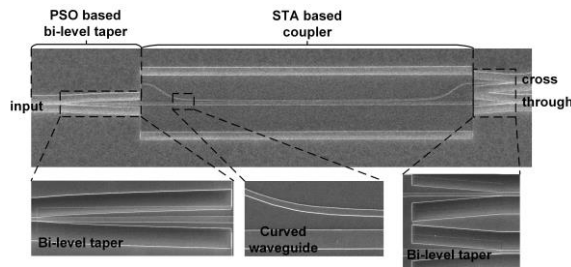 PSO based
bi-level taper
STA based
coupler
input
cross
through
Bi-level taper
Curved
waveguide
Bi-level taper